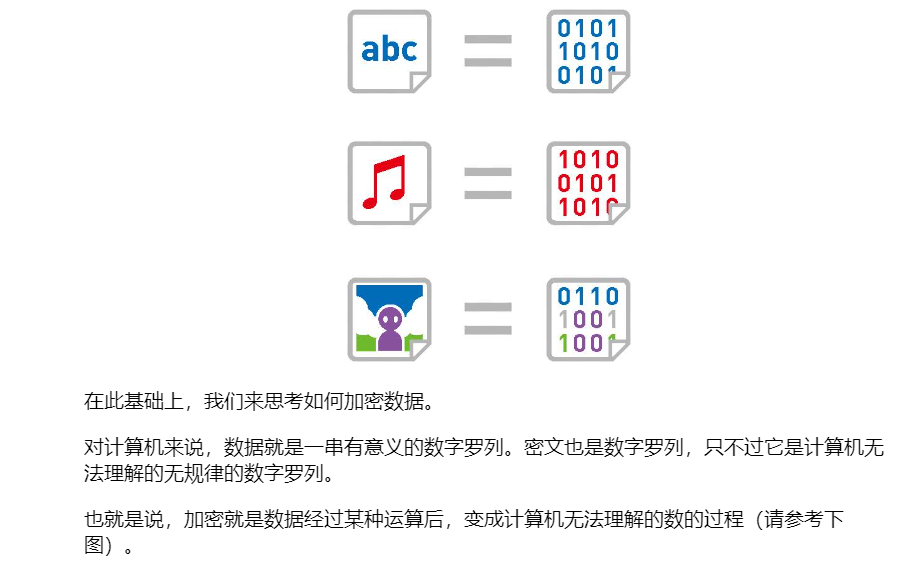 abc
0101
1010
0101
1010
0101
1010
0110
1001
1001
在此基础上，我们来思考如何加密数据。
对计算机来说，数据就是一串有意义的数字罗列。密文也是数字罗列，只不过它是计算机无
法理解的无规律的数字罗列。
也就是说，加密就是数据经过某种运算后，变成计算机无法理解的数的过程（请参考下
图）。